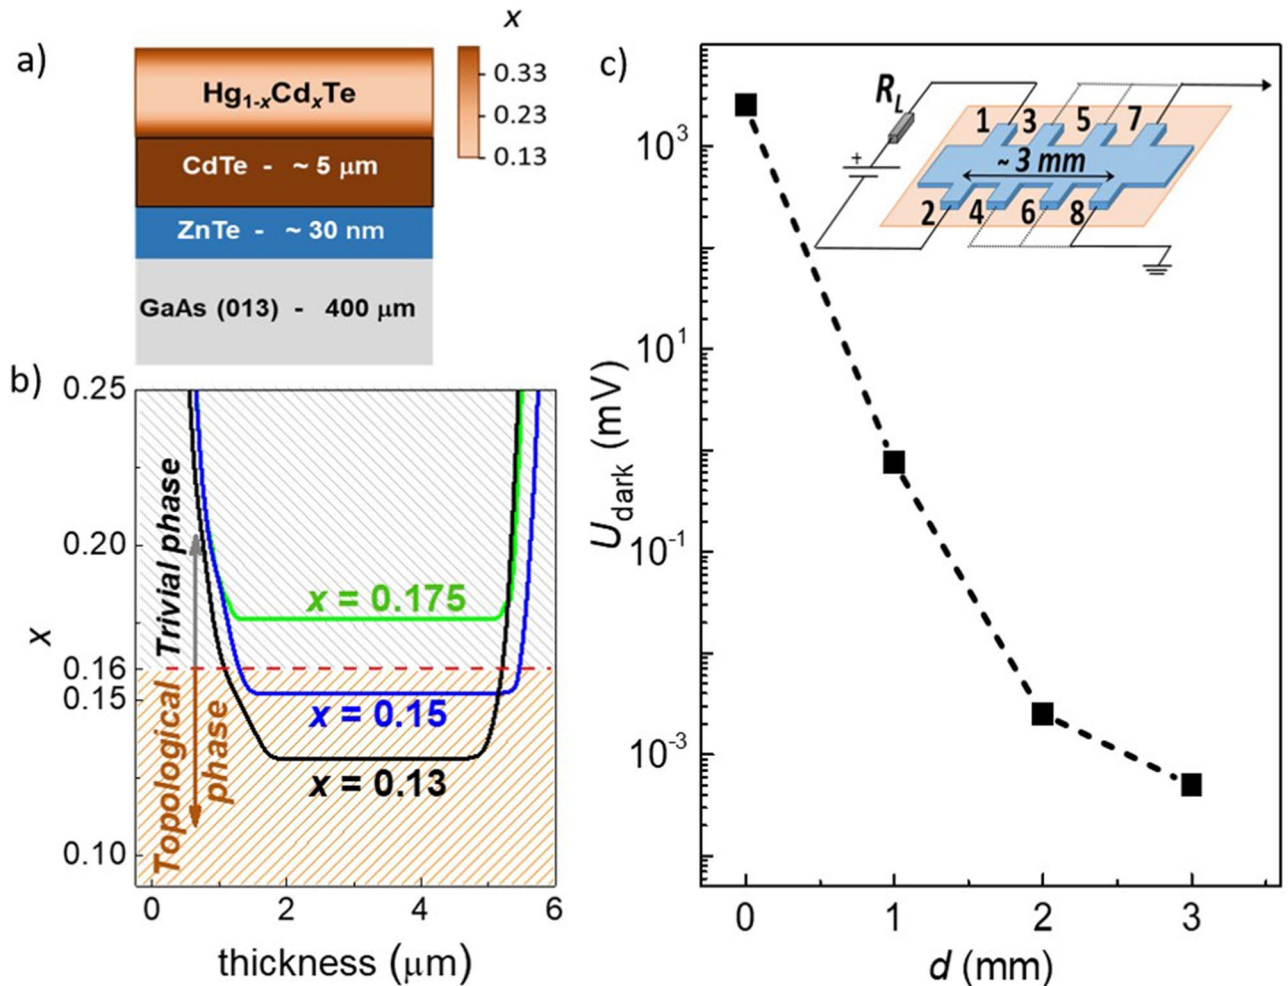 a)
Hg1-xCdxTe
CdTe - ~ 5 μm
ZnTe - ~ 30 nm
GaAs (013) - 400 μm
x
0.33
0.23
0.13
b)
0.25
0.20
0.16
0.15
0.10
x
Trivial phase
Topological
phase
x = 0.175
x = 0.15
x = 0.13
0
2
4
6
thickness (μm)
c)
10^3
10^1
10^-1
10^-3
Udark (mV)
0
1
2
3
d (mm)
RL
+
1
3
5
7
~ 3 mm
2
4
6
8